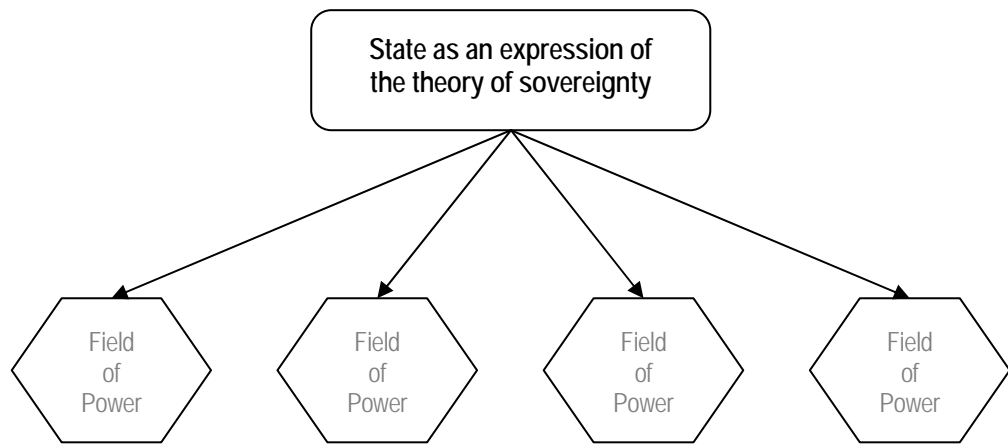 State as an expression of
the theory of sovereignty
Field
of
Power
Field
of
Power
Field
of
Power
Field
of
Power